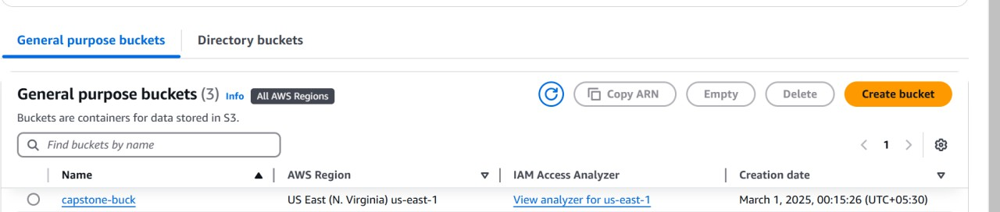 General purpose buckets Directory buckets
General purpose buckets (3) Info All AWS Regions Copy ARN Empty Delete Create bucket
Buckets are containers for data stored in S3.
Find buckets by name 1
Name AWS Region IAM Access Analyzer Creation date
capstone-buck US East (N. Virginia) us-east-1 View analyzer for us-east-1 March 1, 2025, 00:15:26 (UTC+05:30)